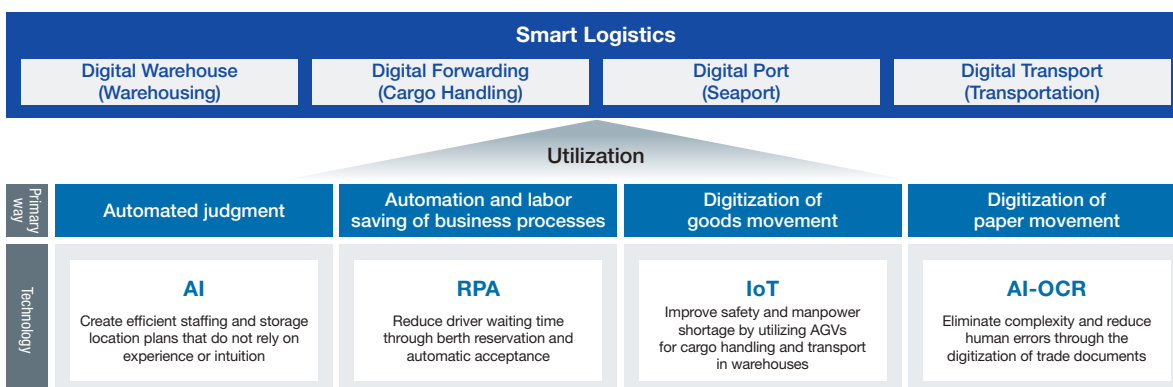 Smart Logistics
Digital Warehouse
(Warehousing)
Digital Forwarding
(Cargo Handling)
Digital Port
(Seaport)
Digital Transport
(Transportation)
Utilization
Primary
way
Automated judgment
Automation and labor
saving of business processes
Digitization of
goods movement
Digitization of
paper movement
Technology
AI
Create efficient staffing and storage
location plans that do not rely on
experience or intuition
RPA
Reduce driver waiting time
through berth reservation and
automatic acceptance
IoT
Improve safety and manpower
shortage by utilizing AGVs
for cargo handling and transport
in warehouses
AI-OCR
Eliminate complexity and reduce
human errors through the
digitization of trade documents